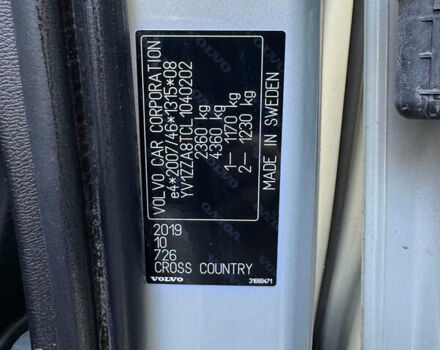 VOLVO CAR CORPORATION
e4*2007/46*1315*08
YV1ZZA8TCL1040202
2360 kg
4360 kg
1— 1170 kg
2— 1230 kg
MADE IN SWEDEN
2019
10
726
CROSS COUNTRY
VOLVO
31689471